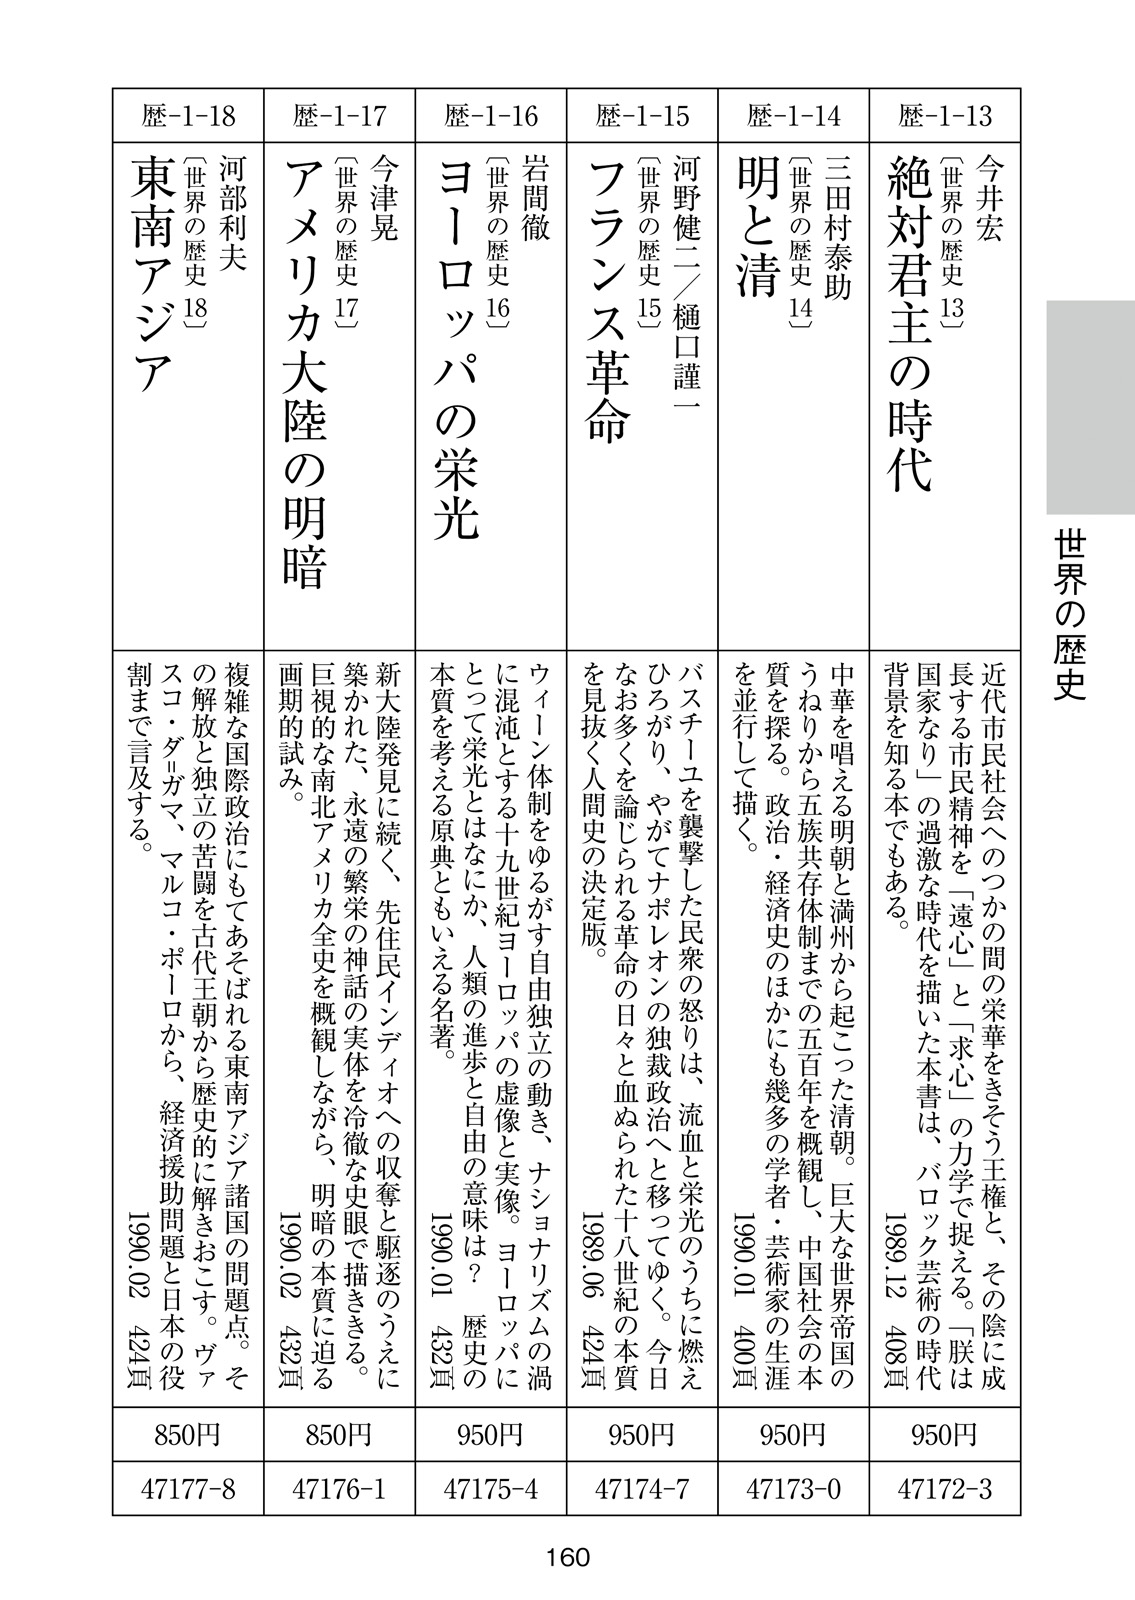 世界の歴史
歴-1-13
今井宏
〔世界の歴史 13〕
絶対君主の時代
近代市民社会へのつかの間の栄華をきそう王権と、その陰に成
長する市民精神を「遠心」と「求心」の力学で捉える。「朕は
国家なり」の過激な時代を描いた本書は、バロック芸術の時代
背景を知る本でもある。
1989.12 408頁
950円
47172-3
歴-1-14
三田村泰助
〔世界の歴史 14〕
明と清
中華を唱える明朝と満州から起こった清朝。巨大な世界帝国の
うねりから五族共存体制までの五百年を概観し、中国社会の本
質を探る。政治・経済史のほかにも幾多の学者・芸術家の生涯
を並行して描く。
1990.01 400頁
950円
47173-0
歴-1-15
河野健二／樋口謹一
〔世界の歴史 15〕
フランス革命
バスチーユを襲撃した民衆の怒りは、流血と栄光のうちに燃え
ひろがり、やがてナポレオンの独裁政治へと移ってゆく。今日
なお多くを論じられる革命の日々と血ぬられた十八世紀の本質
を見抜く人間史の決定版。
1989.06 424頁
950円
47174-7
歴-1-16
岩間徹
〔世界の歴史 16〕
ヨーロッパの栄光
ウィーン体制をゆるがす自由独立の動き、ナショナリズムの渦
に混沌とする十九世紀ヨーロッパの虚像と実像。ヨーロッパに
とって栄光とはなにか、人類の進歩と自由の意味は？ 歴史の
本質を考える原典ともいえる名著。
1990.01 432頁
950円
47175-4
歴-1-17
今津晃
〔世界の歴史 17〕
アメリカ大陸の明暗
新大陸発見に続く、先住民インディオへの収奪と駆逐のうえに
築かれた、永遠の繁栄の神話の実体を冷徹な史眼で描ききる。
巨視的な南北アメリカ全史を概観しながら、明暗の本質に迫る
画期的試み。
1990.02 432頁
850円
47176-1
歴-1-18
河部利夫
〔世界の歴史 18〕
東南アジア
複雑な国際政治にもてあそばれる東南アジア諸国の問題点。そ
の解放と独立の苦闘を古代王朝から歴史的に解きおこす。ヴァ
スコ・ダ=ガマ、マルコ・ポーロから、経済援助問題と日本の役
割まで言及する。
1990.02 424頁
850円
47177-8
160